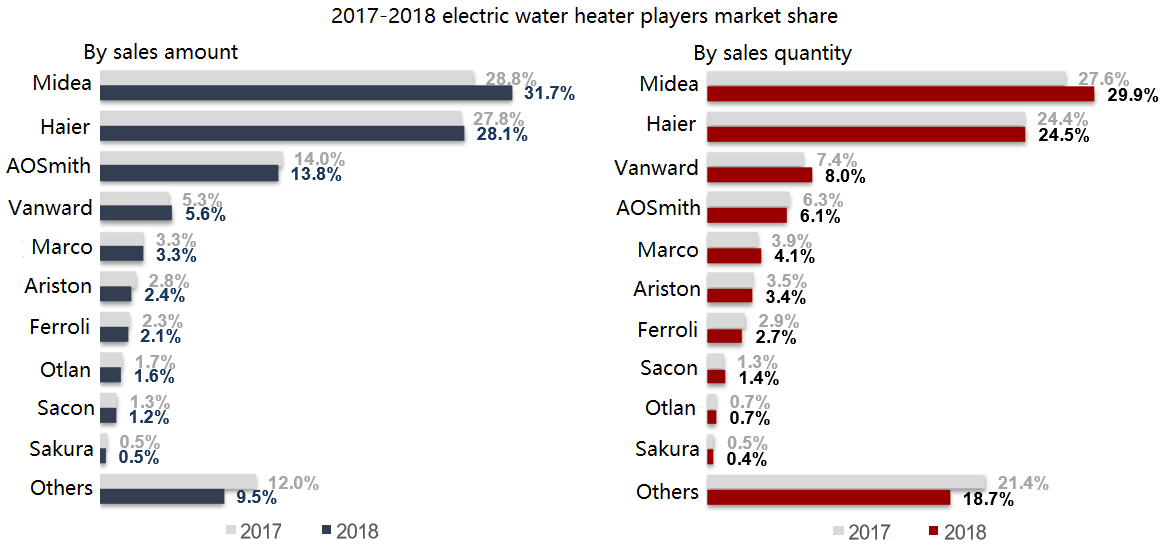 2017-2018 electric water heater players market share
By sales amount
Midea 28.8%
31.7%
Haier 27.8%
28.1%
AOSmith 14.0%
13.8%
Vanward 5.3%
5.6%
Marco 3.3%
3.3%
Ariston 2.8%
2.4%
Ferroli 2.3%
2.1%
Otlan 1.7%
1.6%
Sacon 1.3%
1.2%
Sakura 0.5%
0.5%
Others 12.0%
9.5%
2017 2018
By sales quantity
Midea 27.6%
29.9%
Haier 24.4%
24.5%
Vanward 7.4%
8.0%
AOSmith 6.3%
6.1%
Marco 3.9%
4.1%
Ariston 3.5%
3.4%
Ferroli 2.9%
2.7%
Sacon 1.3%
1.4%
Otlan 0.7%
0.7%
Sakura 0.5%
0.4%
Others 21.4%
18.7%
2017 2018